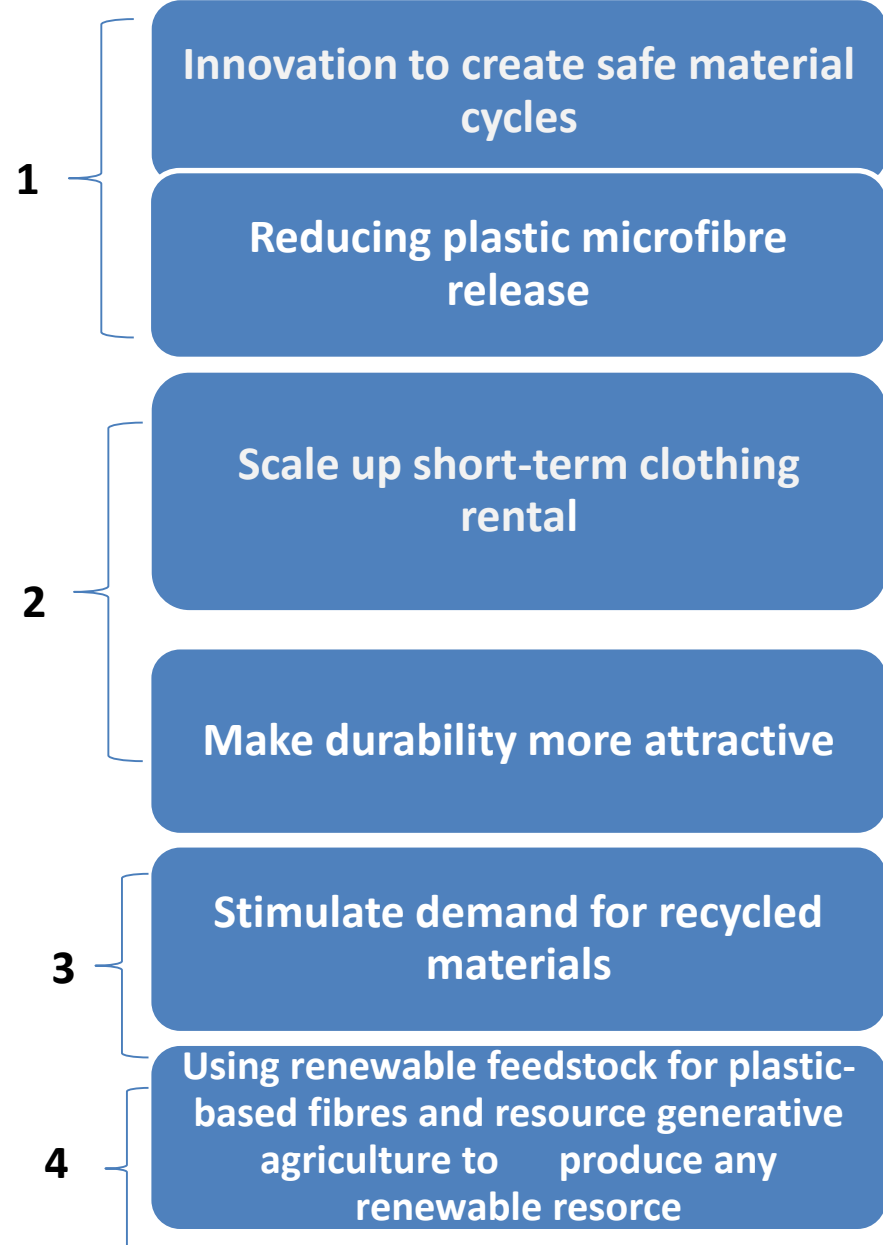 1
Innovation to create safe material
cycles
Reducing plastic microfibre
release
2
Scale up short-term clothing
rental
Make durability more attractive
3
Stimulate demand for recycled
materials
4
Using renewable feedstock for plastic-
based fibres and resource generative
agriculture to produce any
renewable resorce